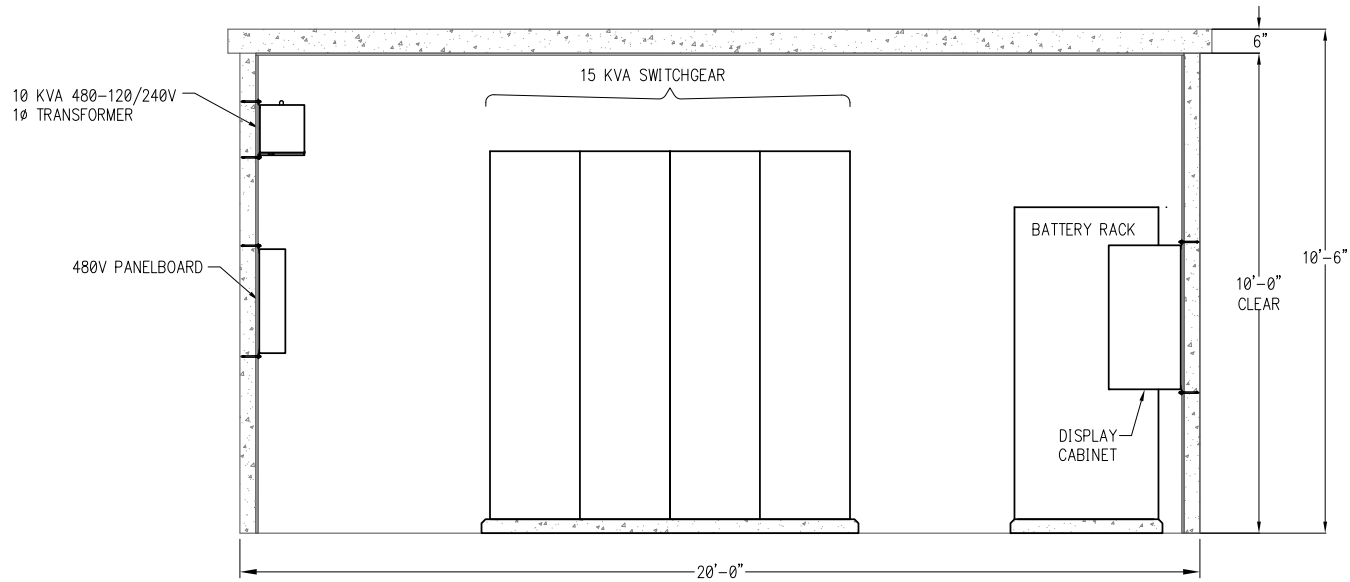 6”
15 KVA SWITCHGEAR
10 KVA 480-120/240V
1ø TRANSFORMER
BATTERY RACK
10’-6”
480V PANELBOARD
10’-0”
CLEAR
DISPLAY
CABINET
20’-0”